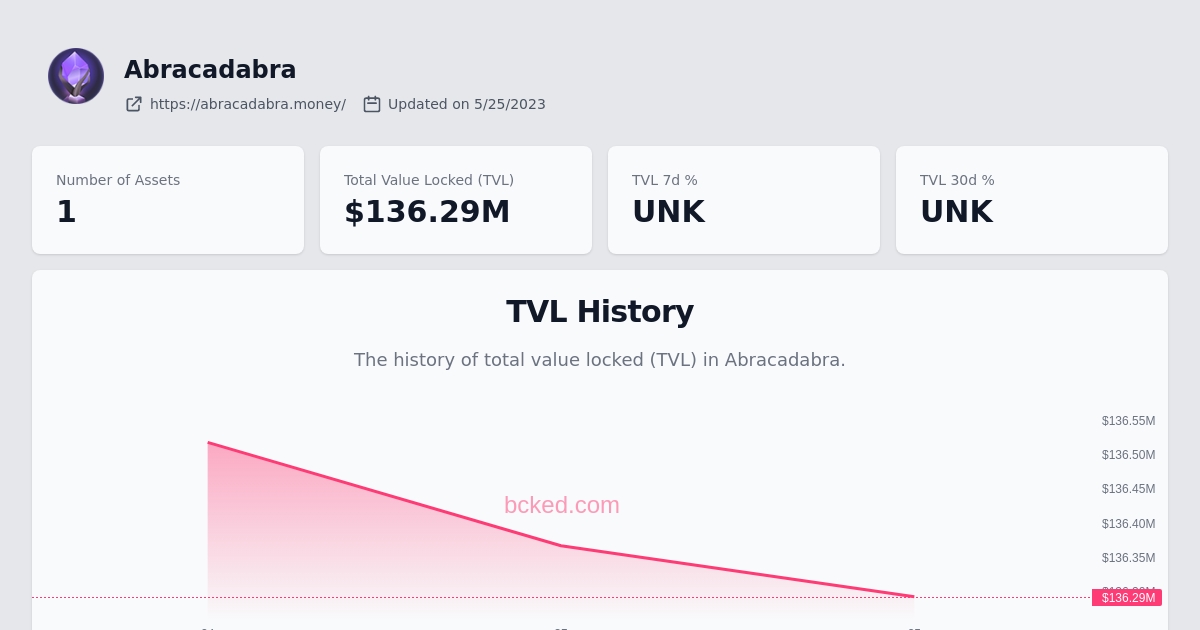 Abracadabra
https://abracadabra.money/ Updated on 5/25/2023
Number of Assets
1
Total Value Locked (TVL)
$136.29M
TVL 7d %
UNK
TVL 30d %
UNK
TVL History
The history of total value locked (TVL) in Abracadabra.
bcked.com
$136.55M
$136.50M
$136.45M
$136.40M
$136.35M
$136.29M